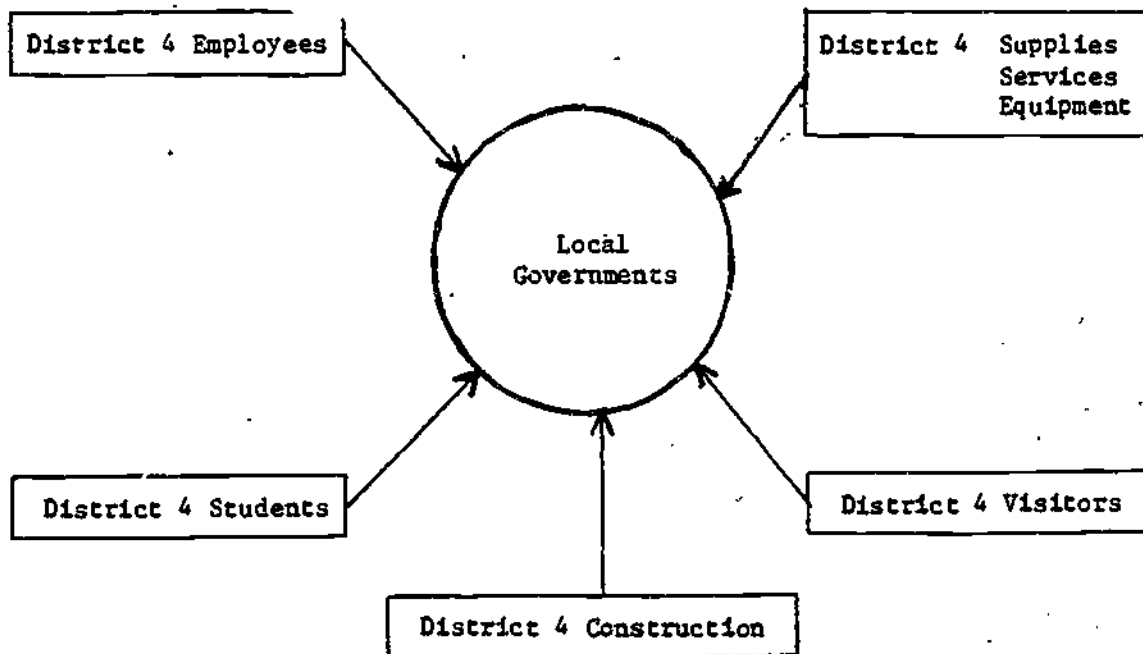 District 4 Employees
District 4 Supplies
Services
Equipment
Local
Governments
District 4 Students
District 4 Visitors
District 4 Construction